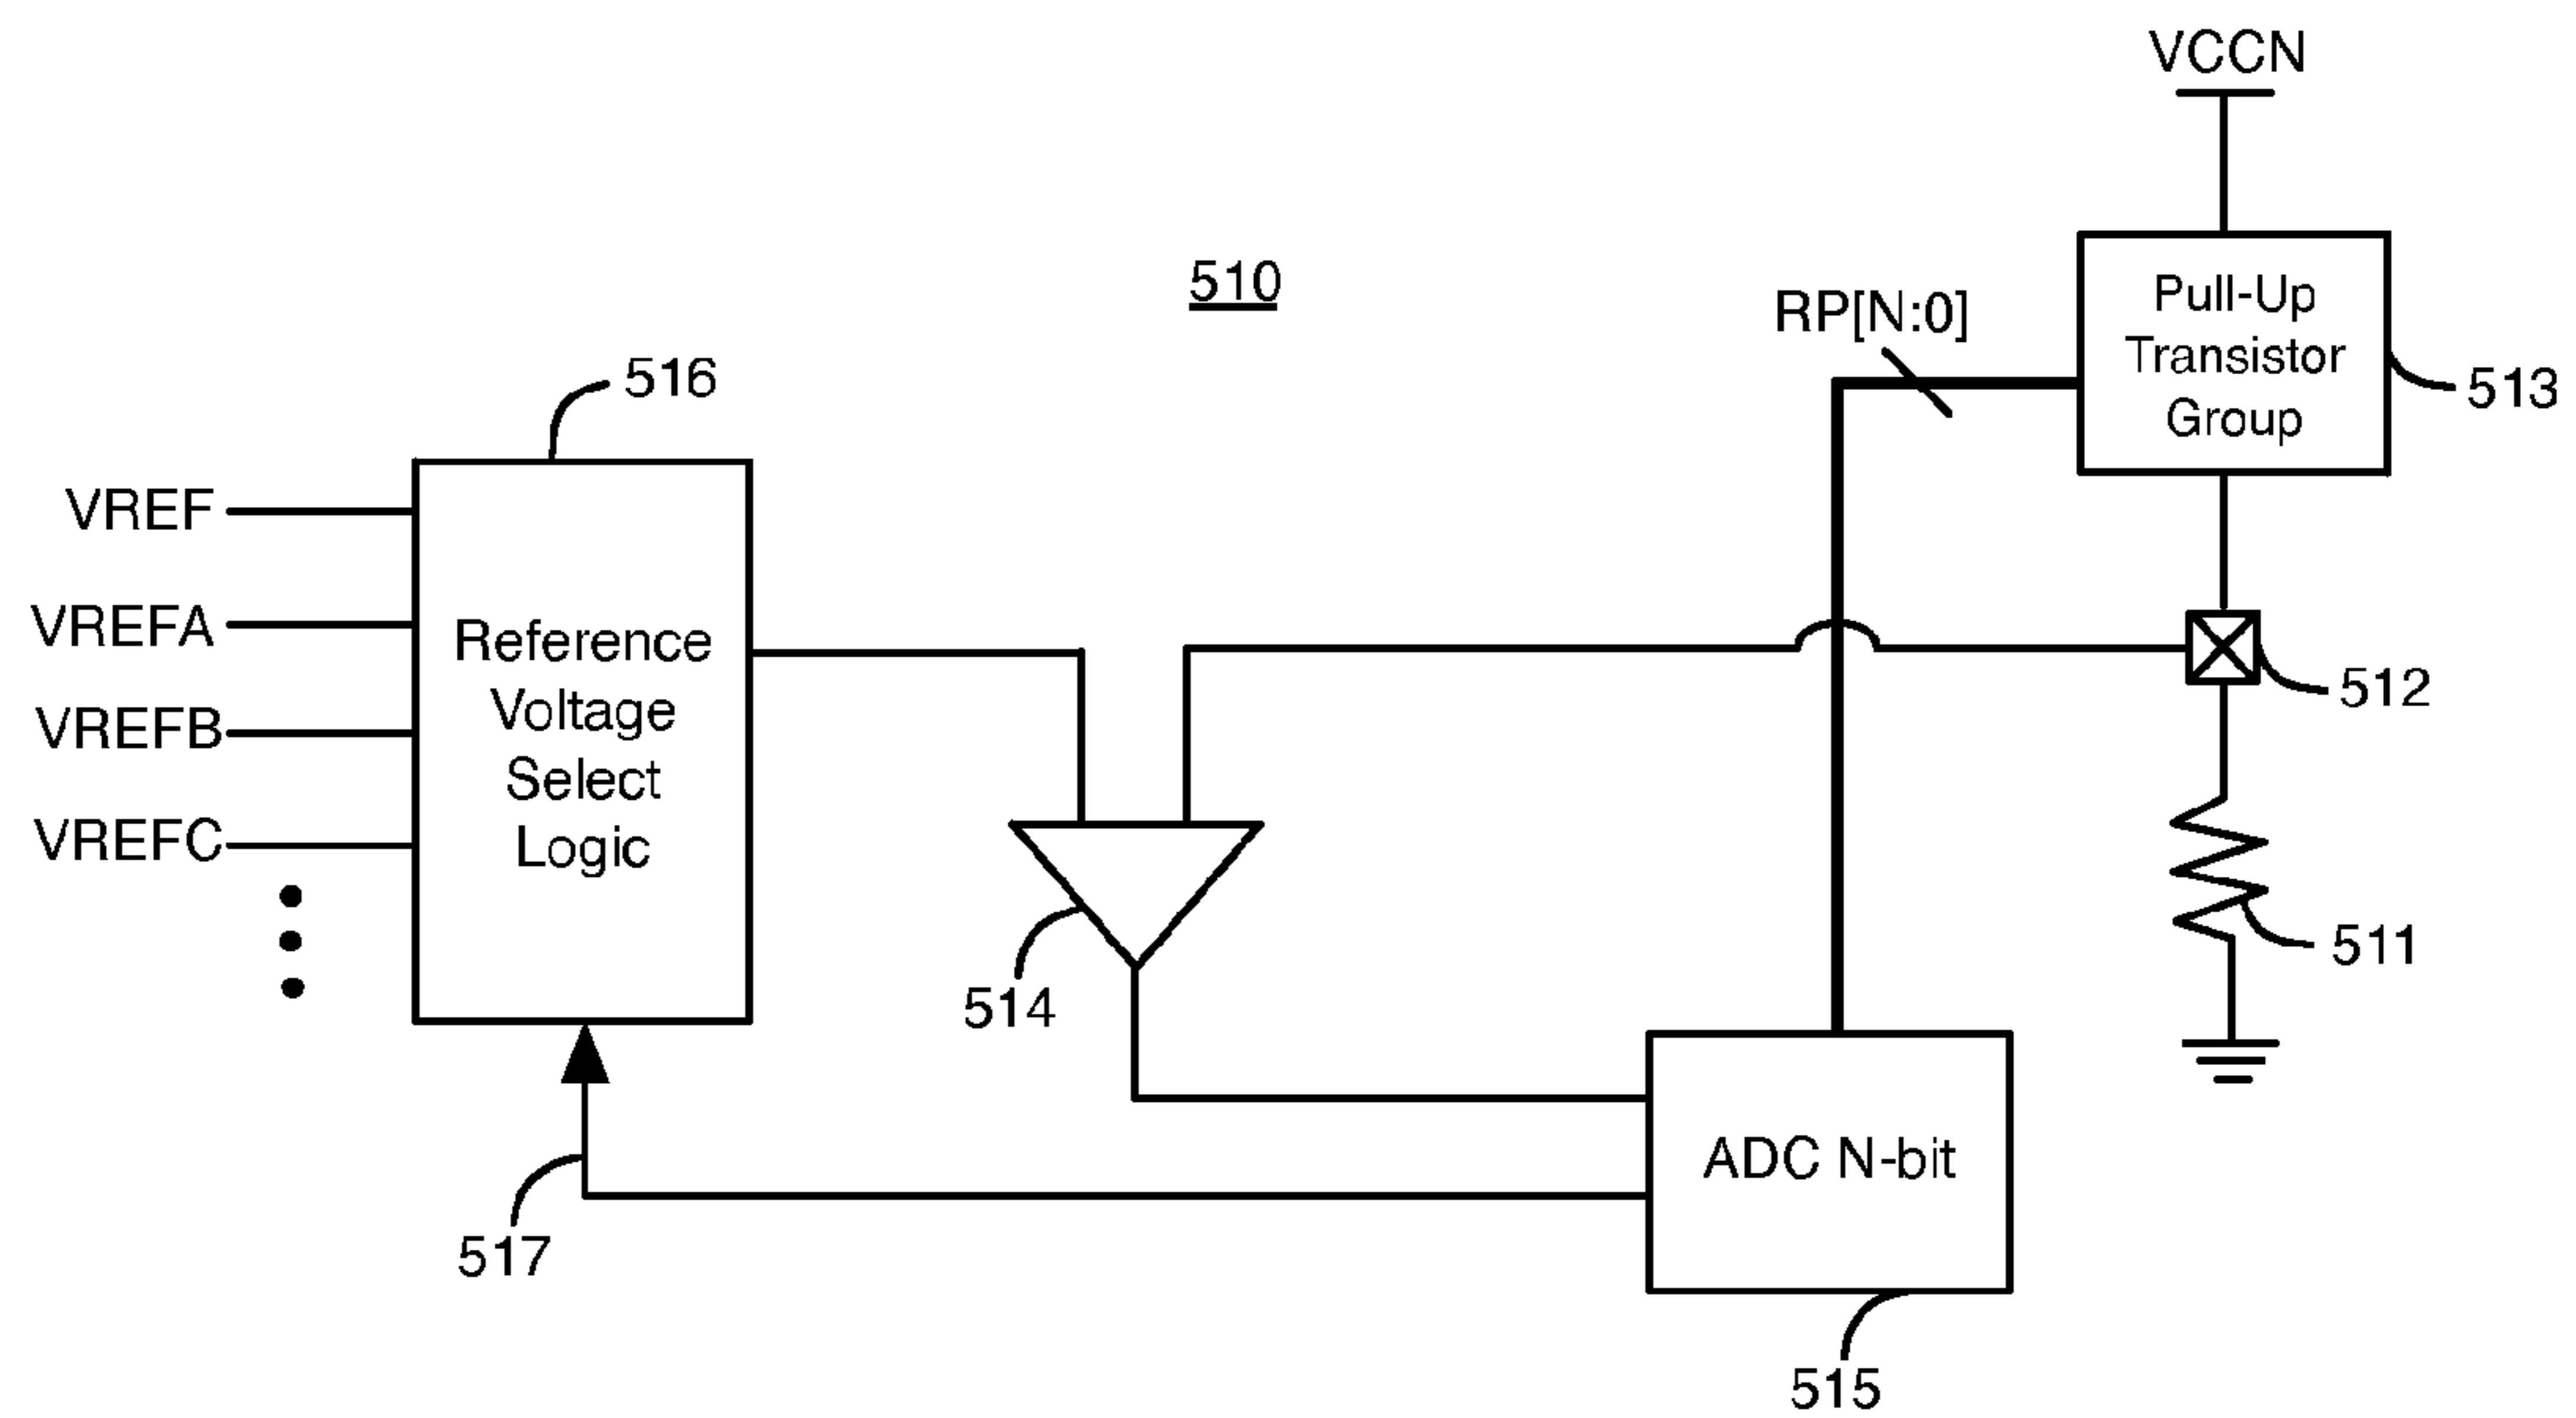 VCCN
510
RP[N:0]
Pull-Up
Transistor
Group
513
516
VREF
VREFA
VREFB
VREFC
Reference
Voltage
Select
Logic
512
511
514
517
ADC N-bit
515